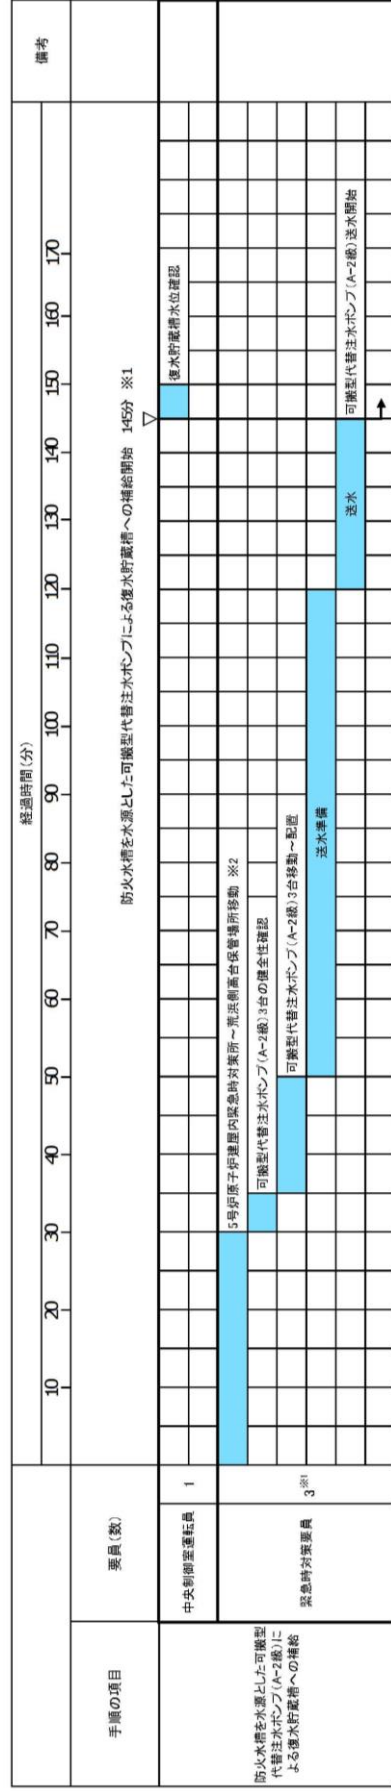 手順の項目
要員(数)
経過時間(分)
備考
10
20
30
40
50
60
70
80
90
100
110
120
130
140
150
160
170
防火水槽を水源とした可搬型代替注水ポンプによる復水貯蔵槽への補給開始 145分 ※1
▽
防火水槽を水源とした可搬型
代替注水ポンプ(A-2級)に
よる復水貯蔵槽への補給
中央制御室運転員
1
復水貯蔵槽水位確認
緊急時対策要員
3※1
5号炉原子炉建屋内緊急時対策所～荒浜側高台保管場所移動 ※2
可搬型代替注水ポンプ(A-2級)3台の健全性確認
可搬型代替注水ポンプ(A-2級)3台移動～配置
送水準備
送水
可搬型代替注水ポンプ(A-2級)送水開始